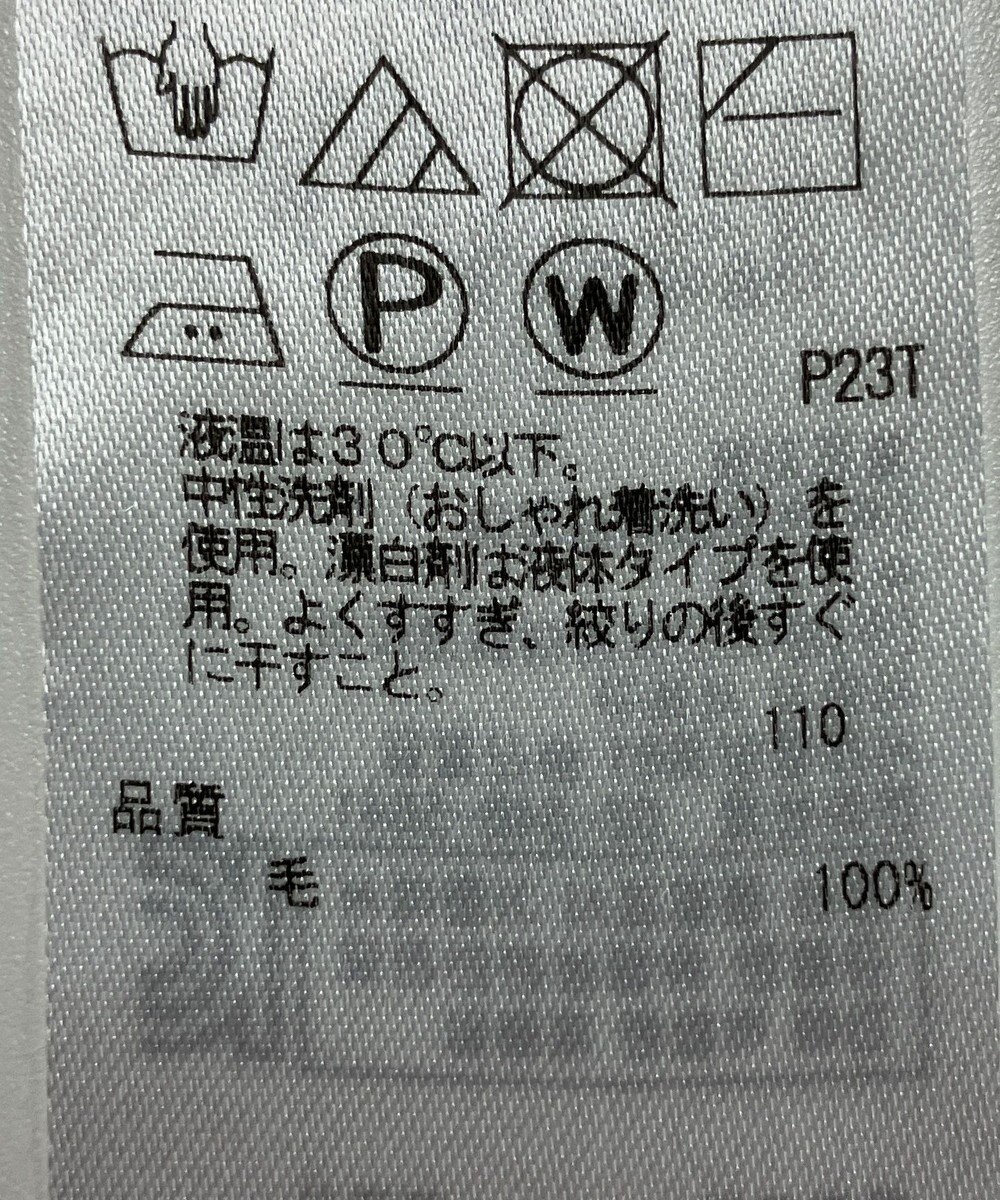 P
W
P23T
液温は30℃以下。
中性洗剤(おしゃれ着洗い)を
使用。漂白剤は液体タイプを使
用。よくすすぎ、絞りの後すぐ
に干すこと。
110
品質
毛 100%